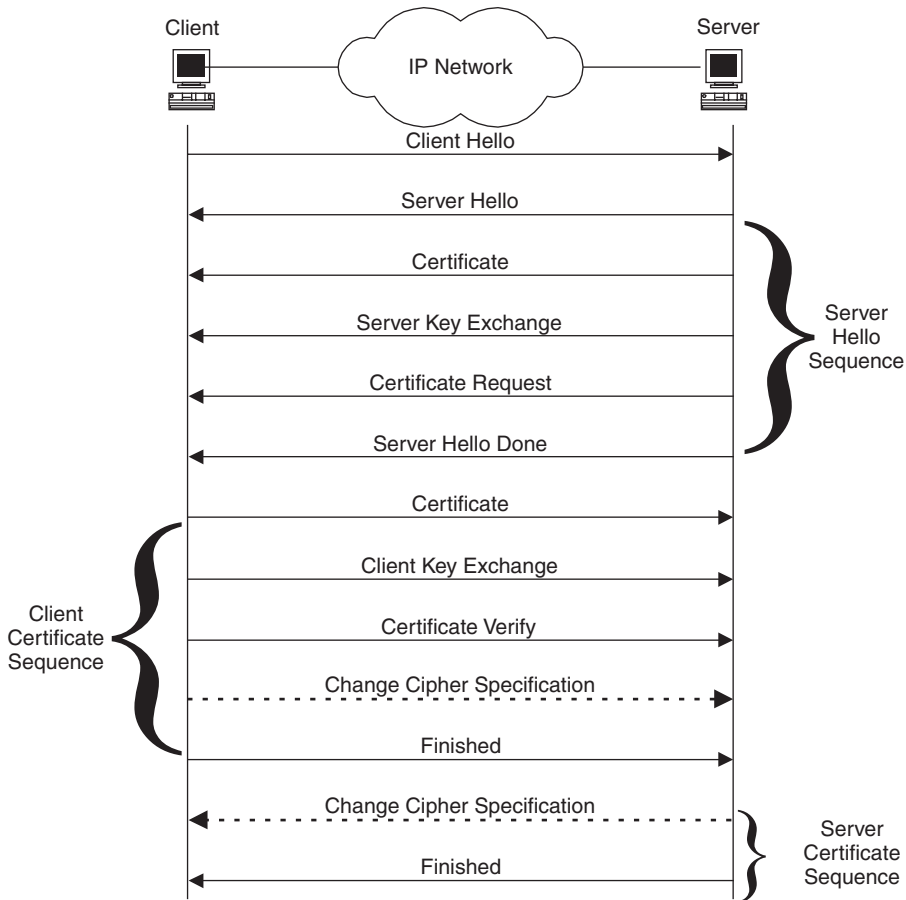 Client
Server
IP Network
Client Hello
Server Hello
Certificate
Server Key Exchange
Certificate Request
Server Hello Done
Server
Hello
Sequence
Certificate
Client Key Exchange
Certificate Verify
Change Cipher Specification
Finished
Client
Certificate
Sequence
Change Cipher Specification
Finished
Server
Certificate
Sequence